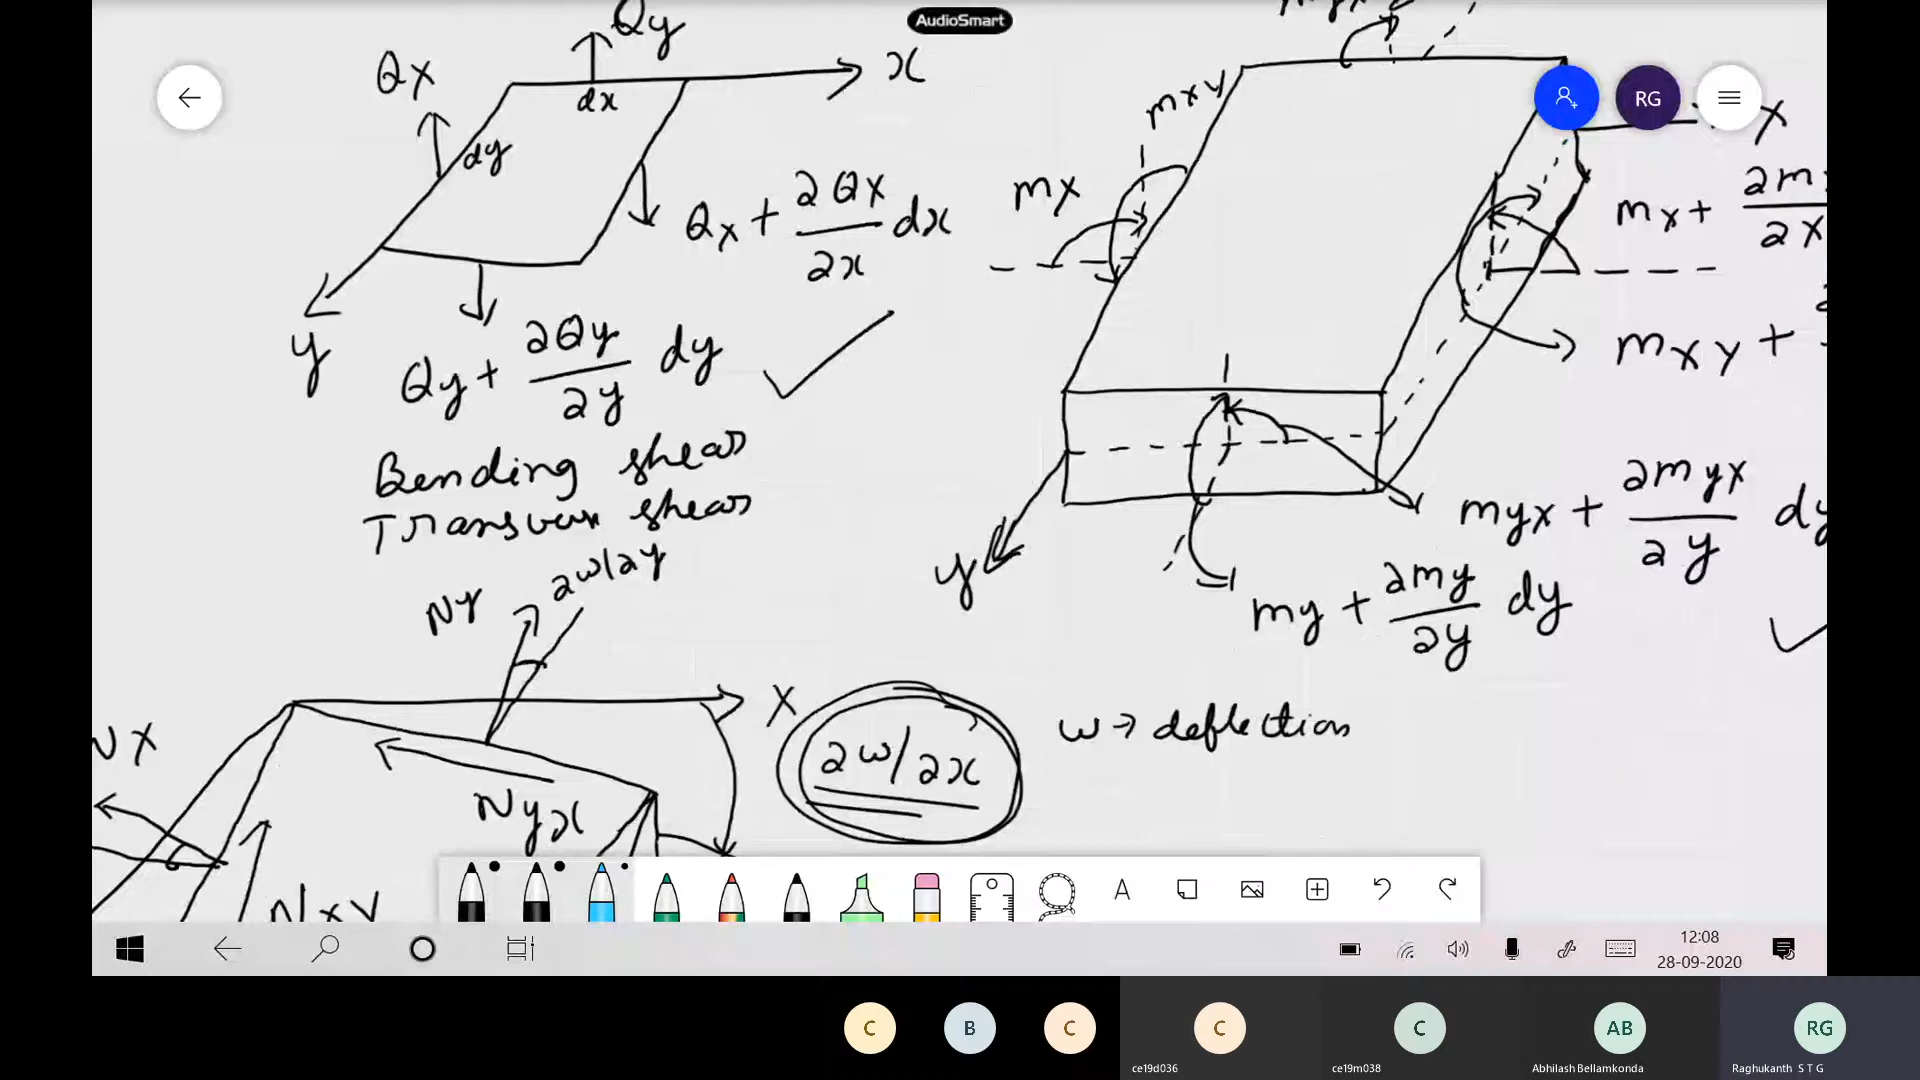 AudioSmart
Qy
Qx
dx
x
dy
Qx + ∂Qx/∂x dx
y
Qy + ∂Qy/∂y dy
Bending shear
Transverse shear
mxy
mx
x
mx +
mxy +
myx + ∂myx/∂y dy
y
my + ∂my/∂y dy
Ny
∂w/∂y
X
∂w/∂x
w → deflection
NX
Nyx
Nxy
RG
A
12:08
28-09-2020
C
B
C
C
C
AB
RG
ce19d036
ce19m038
Abhilash Bellamkonda
Raghukanth S T G